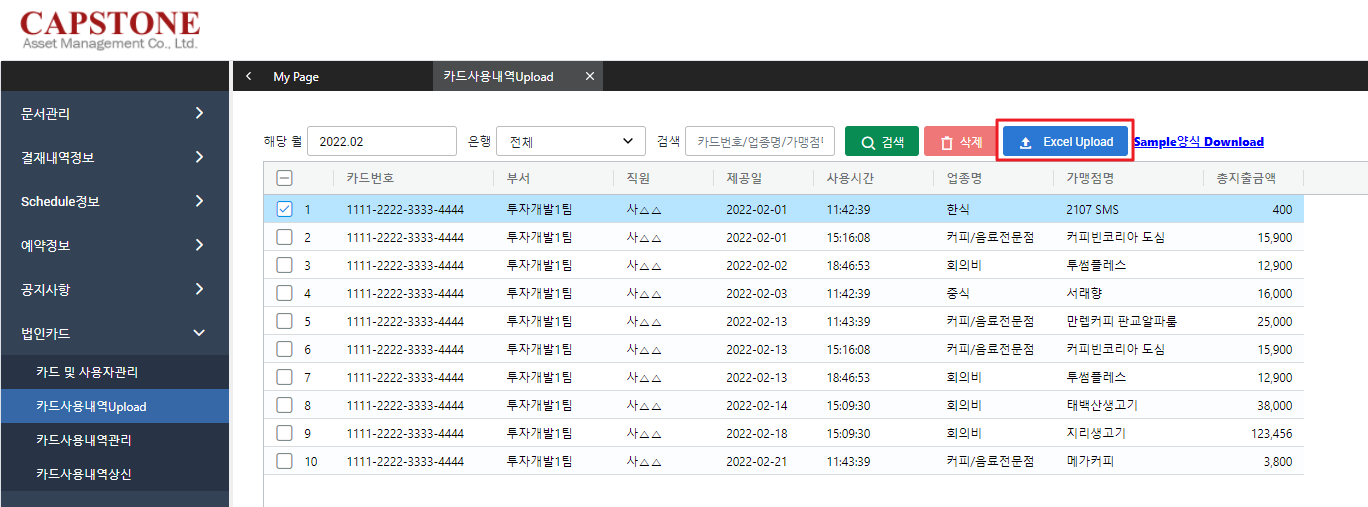 CAPSTONE
Asset Management Co., Ltd.
My Page
카드사용내역Upload
문서관리
결재내역정보
Schedule정보
예약정보
공지사항
법인카드
카드 및 사용자관리
카드사용내역Upload
카드사용내역관리
카드사용내역상신
해당 월 2022.02 은행 전체 검색 카드번호/업종명/가맹점 검색 삭제 Excel Upload Sample양식 Download
카드번호 부서 직원 제공일 사용시간 업종명 가맹점명 총지출금액
1 1111-2222-3333-4444 투자개발1팀 사△△ 2022-02-01 11:42:39 한식 2107 SMS 400
2 1111-2222-3333-4444 투자개발1팀 사△△ 2022-02-01 15:16:08 커피/음료전문점 커피빈코리아 도심 15,900
3 1111-2222-3333-4444 투자개발1팀 사△△ 2022-02-02 18:46:53 회의비 투썸플레스 12,900
4 1111-2222-3333-4444 투자개발1팀 사△△ 2022-02-03 11:42:39 중식 서래향 16,000
5 1111-2222-3333-4444 투자개발1팀 사△△ 2022-02-13 11:43:39 커피/음료전문점 만렙커피 판교알파룸 25,000
6 1111-2222-3333-4444 투자개발1팀 사△△ 2022-02-13 15:16:08 커피/음료전문점 커피빈코리아 도심 15,900
7 1111-2222-3333-4444 투자개발1팀 사△△ 2022-02-13 18:46:53 회의비 투썸플레스 12,900
8 1111-2222-3333-4444 투자개발1팀 사△△ 2022-02-14 15:09:30 회의비 태백산생고기 38,000
9 1111-2222-3333-4444 투자개발1팀 사△△ 2022-02-18 15:09:30 회의비 지리생고기 123,456
10 1111-2222-3333-4444 투자개발1팀 사△△ 2022-02-21 11:43:39 커피/음료전문점 메가커피 3,800